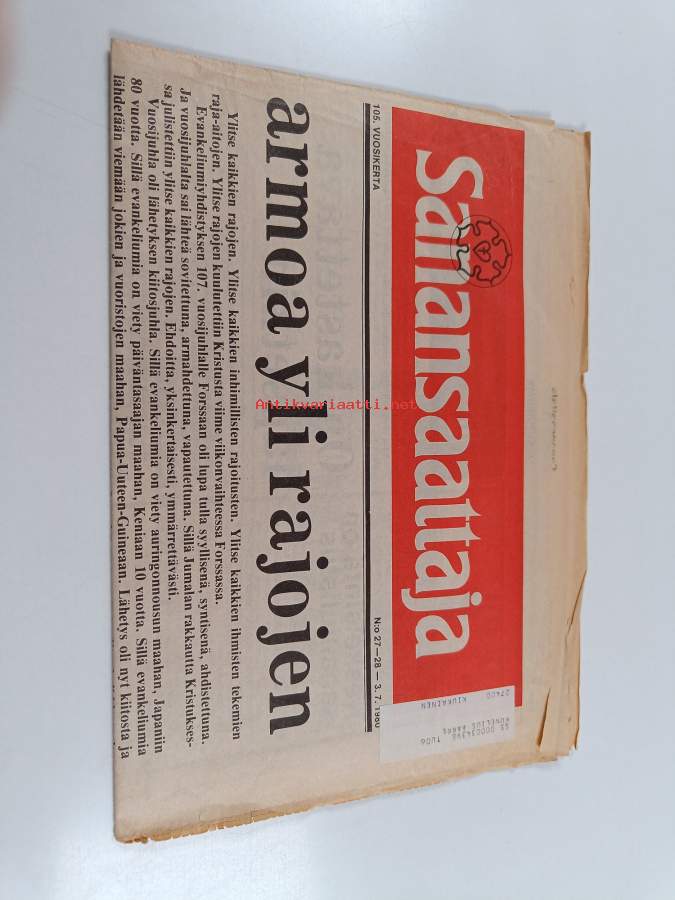 Sanansaattaja
105. VUOSIKERTA
N:o 27—28 — 3. 7. 1980
27400 KIUKAINEN
armoa yli rajojen
Ylitse kaikkien rajojen. Ylitse kaikkien inhimillisten rajoitusten. Ylitse kaikkien ihmisten tekemien
raja-aitojen. Ylitse rajojen kuulutettiin Kristusta viime viikonvaihteessa Forssassa.
Evankeliumiyhdistyksen 107. vuosijuhlalle Forssaan oli lupa tulla syyllisenä, syntisenä, ahdistettuna.
Ja vuosijuhlalta sai lähteä sovitettuna, armahdettuna, vapautettuna. Sillä Jumalan rakkautta Kristukses-
sa julistettiin ylitse kaikkien rajojen. Ehdoitta, yksinkertaisesti, ymmärrettävästi.
Vuosijuhla oli lähetyksen kiitosjuhla. Sillä evankeliumia on viety auringonnousun maahan, Japaniin
80 vuotta. Sillä evankeliumia on viety päiväntasaajan maahan, Keniaan 10 vuotta. Sillä evankeliumia
lähdetään viemään jokien ja vuoristojen maahan, Papua-Uuteen-Guineaan. Lähetys oli nyt kiitosta ja
Antikvariaatti.net